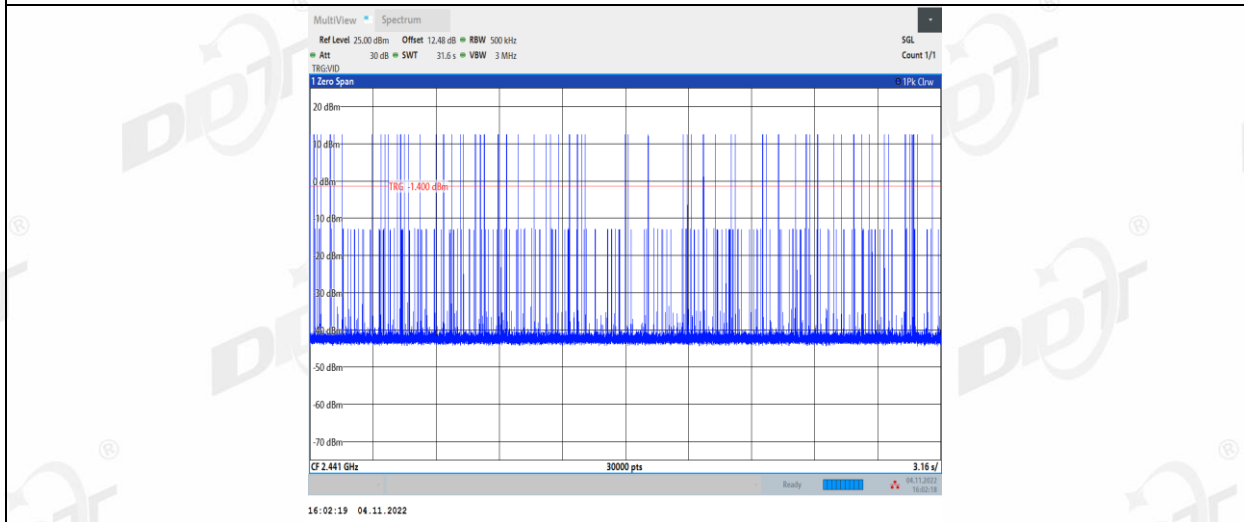 MultiView Spectrum
Ref Level 25.00 dBm Offset 12.48 dB RBW 500 kHz SGL
Att 30 dB SWT 31.6 s VBW 3 MHz Count 1/1
TRG:VID
1 Zero Span 1Pk Clrw
20 dBm
10 dBm
0 dBm
TRG -1.400 dBm
-10 dBm
-20 dBm
-30 dBm
-40 dBm
-50 dBm
-60 dBm
-70 dBm
CF 2.441 GHz 30000 pts 3.16 s/
Ready 04.11.2022
16:02:18
16:02:19 04.11.2022
DDT
®
DDT
®
DDT
®
DDT
®